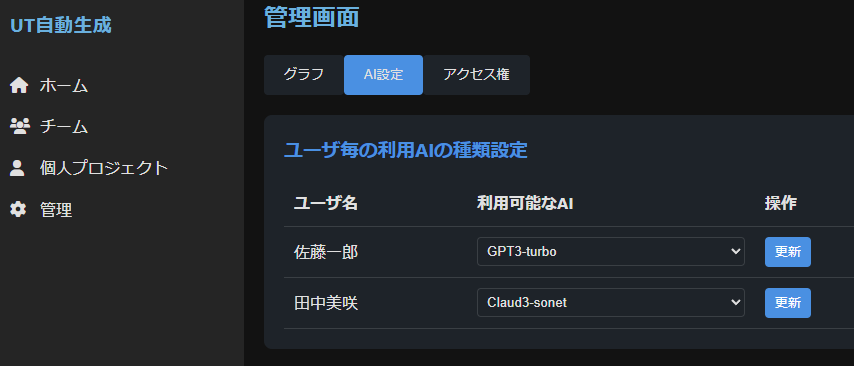 UT自動生成
ホーム
チーム
個人プロジェクト
管理
管理画面
グラフ AI設定 アクセス権
ユーザ毎の利用AIの種類設定
ユーザ名 利用可能なAI 操作
佐藤一郎 GPT3-turbo 更新
田中美咲 Claud3-sonet 更新